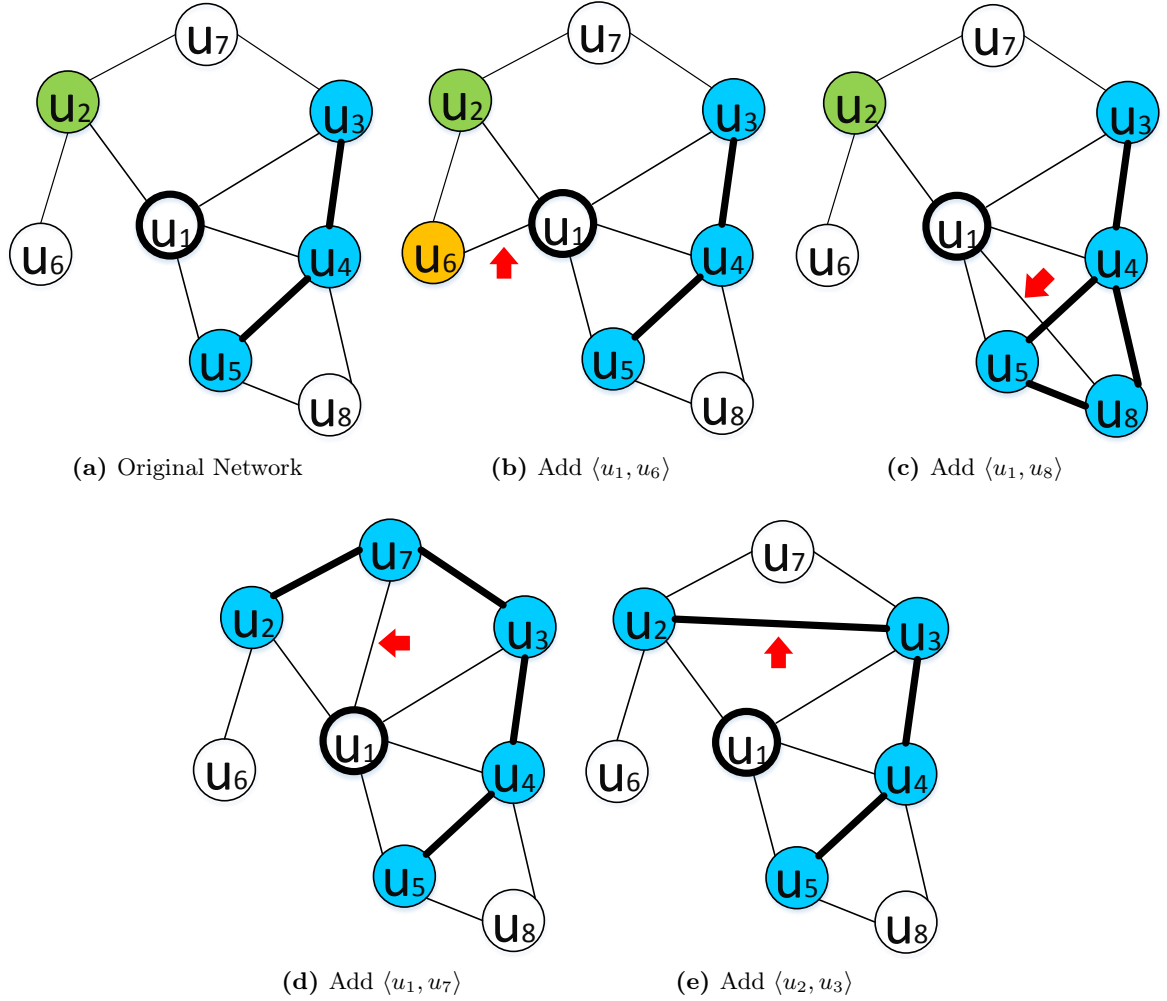 u7
u2
u3
u1
u6
u4
u5
u8
(a) Original Network
u7
u2
u3
u1
u6
u4
u5
u8
(b) Add ⟨u1, u6⟩
u7
u2
u3
u1
u6
u4
u5
u8
(c) Add ⟨u1, u8⟩
u7
u2
u3
u1
u6
u4
u5
u8
(d) Add ⟨u1, u7⟩
u7
u2
u3
u1
u6
u4
u5
u8
(e) Add ⟨u2, u3⟩